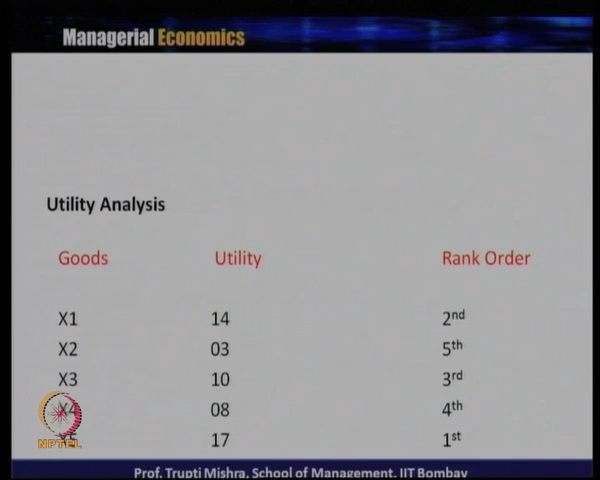 Managerial Economics
Utility Analysis
Goods Utility Rank Order
X1 14 2nd
X2 03 5th
X3 10 3rd
X4 08 4th
17 1st
NPTEL
Prof. Trupti Mishra, School of Management, IIT Bombay